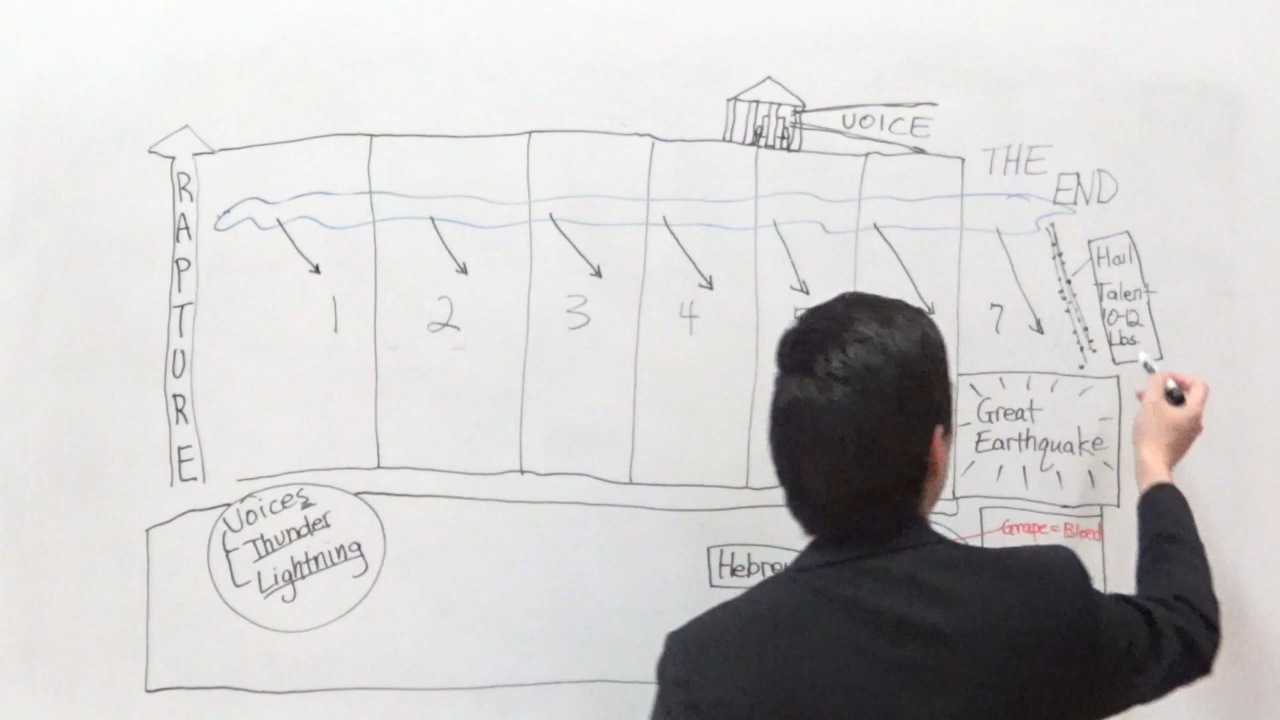 RAPTURE
VOICE
THE
END
1
2
3
4
7
Hail
Talent
10-12
Lbs.
Great
Earthquake
Voices
Thunder
Lightning
Grape = Blood